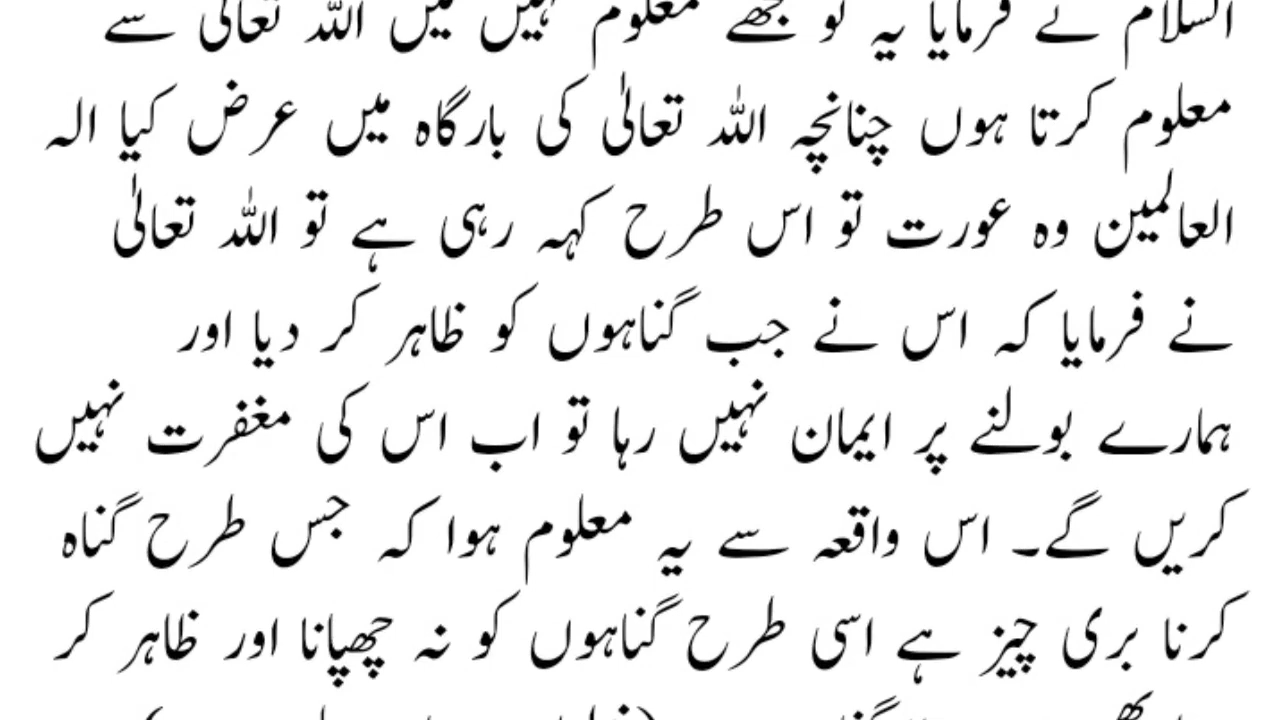 السلام نے فرمایا یہ تو مجھے معلوم نہیں میں اللہ تعالیٰ سے
معلوم کرتا ہوں چنانچہ اللہ تعالیٰ کی بارگاہ میں عرض کیا الہ
العالمین وہ عورت تو اس طرح کہہ رہی ہے تو اللہ تعالیٰ
نے فرمایا کہ اس نے جب گناہوں کو ظاہر کر دیا اور
ہمارے بولنے پر ایمان نہیں رہا تو اب اس کی مغفرت نہیں
کریں گے۔ اس واقعہ سے یہ معلوم ہوا کہ جس طرح گناہ
کرنا بری چیز ہے اسی طرح گناہوں کو نہ چھپانا اور ظاہر کر